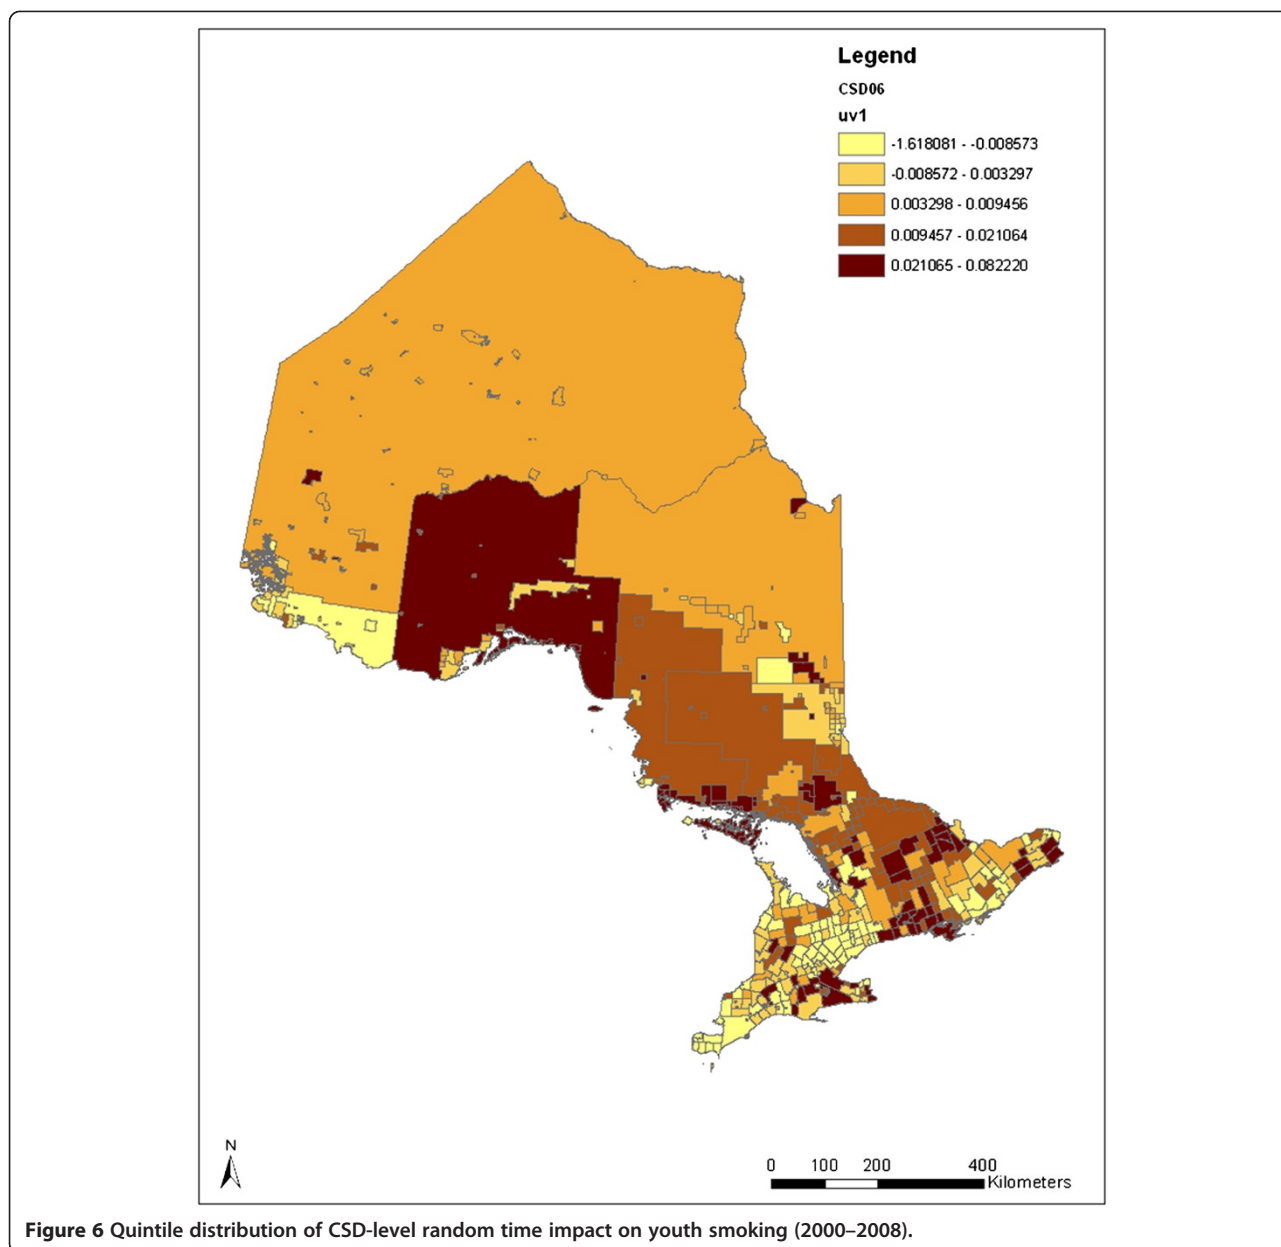 Legend
CSD06
uv1
-1.618081 - -0.008573
-0.008572 - 0.003297
0.003298 - 0.009456
0.009457 - 0.021064
0.021065 - 0.082220
N
0 100 200 400
Kilometers
Figure 6 Quintile distribution of CSD-level random time impact on youth smoking (2000–2008).